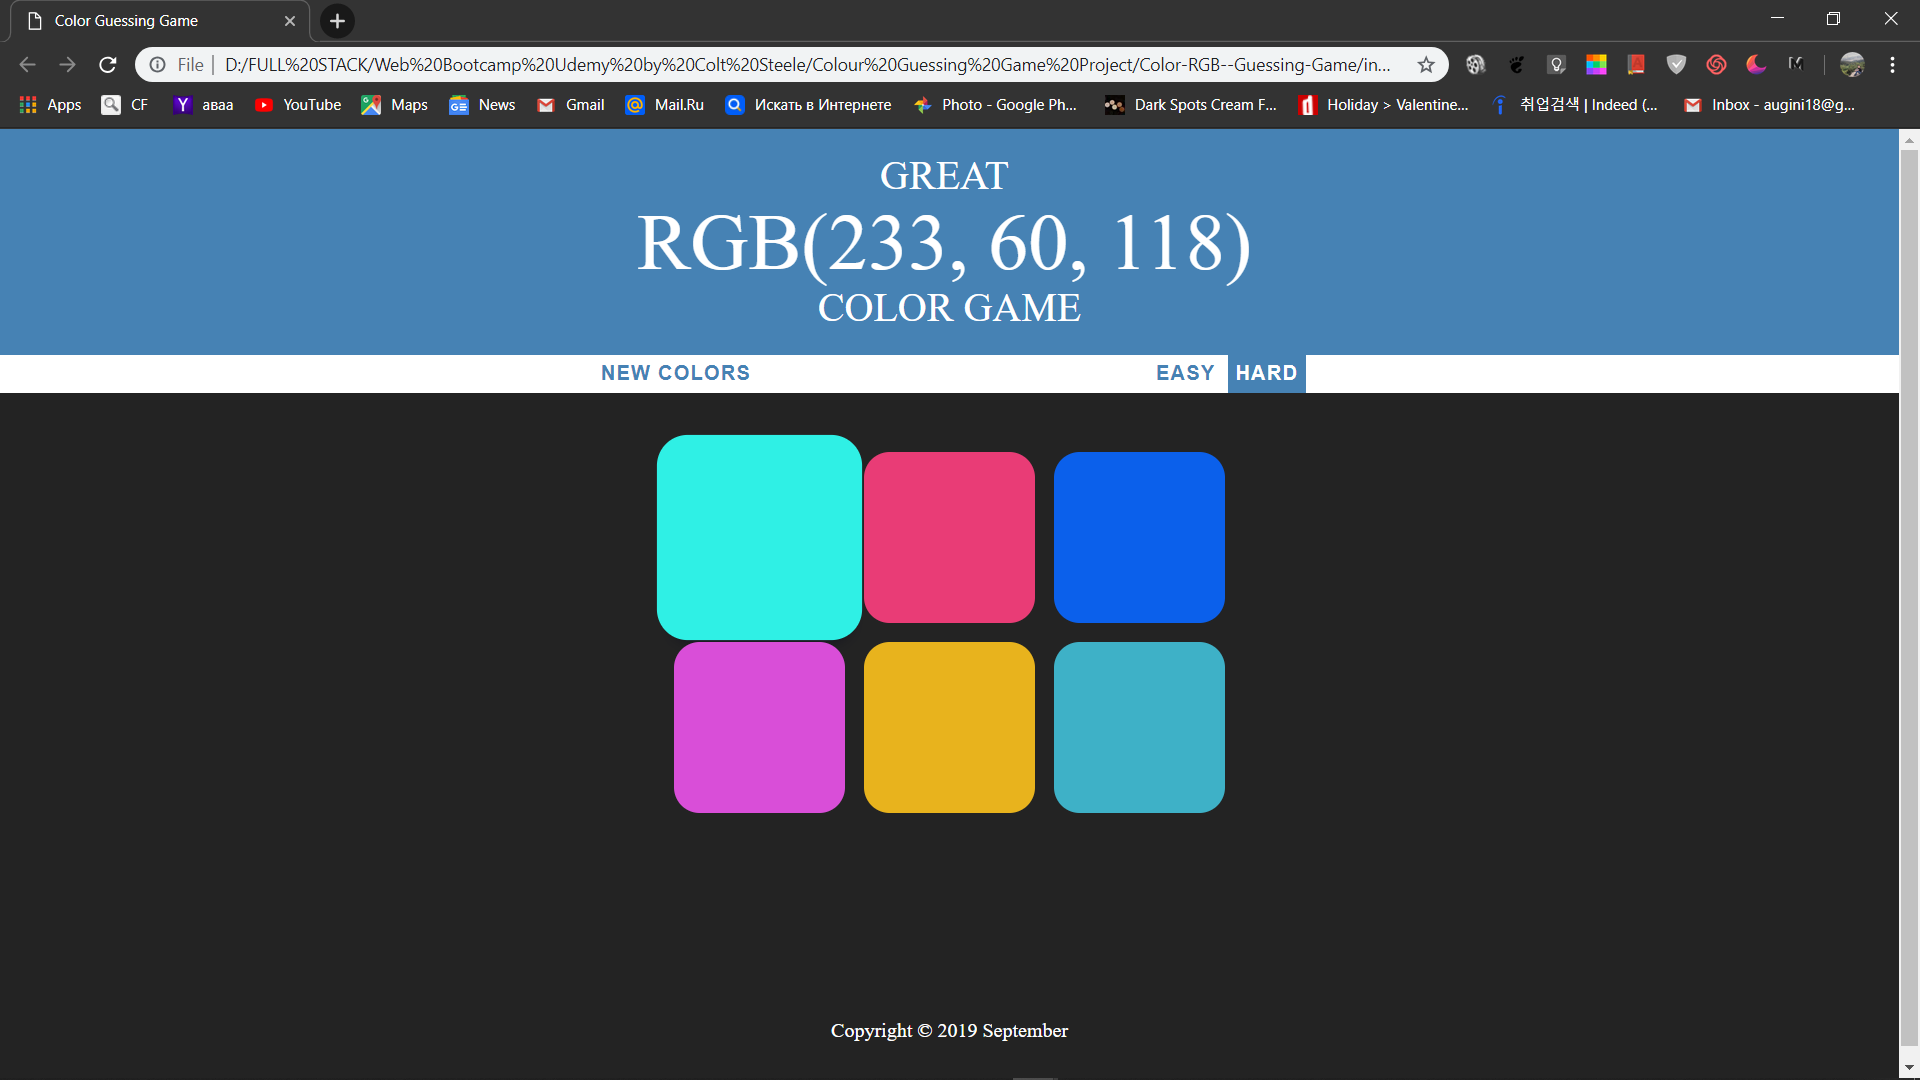 Color Guessing Game
File | D:/FULL%20STACK/Web%20Bootcamp%20Udemy%20by%20Colt%20Steele/Colour%20Guessing%20Game%20Project/Color-RGB--Guessing-Game/in...
Apps CF аваа YouTube Maps News Gmail Mail.Ru Искать в Интернете Photo - Google Ph... Dark Spots Cream F... Holiday > Valentine... 취업검색 | Indeed (... Inbox - augini18@g...
GREAT
RGB(233, 60, 118)
COLOR GAME
NEW COLORS EASY HARD
Copyright © 2019 September